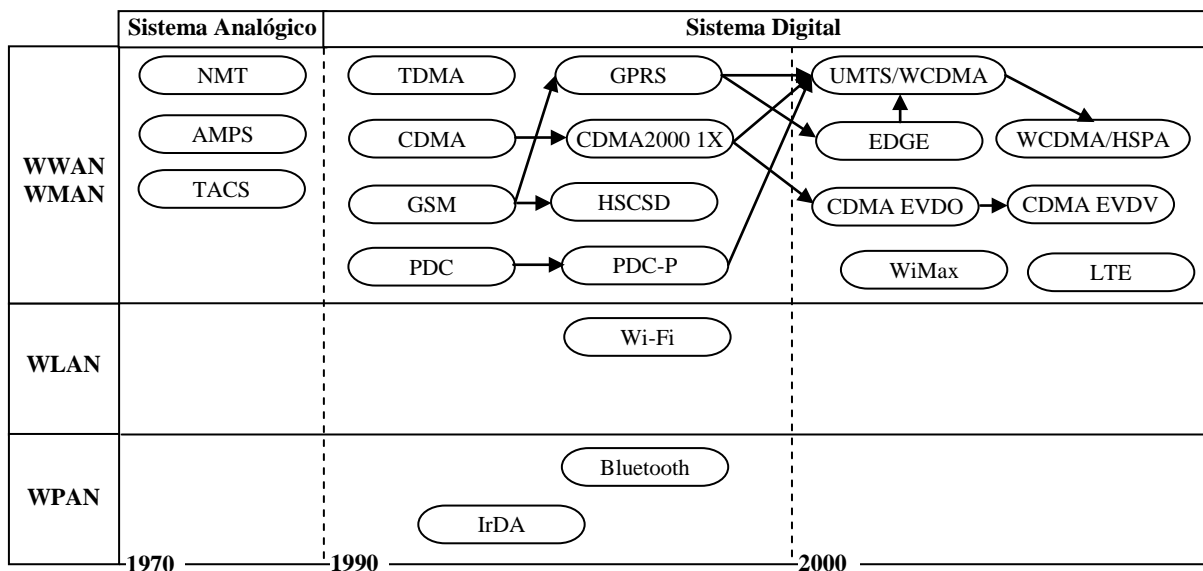 Sistema Analógico
Sistema Digital
NMT
TDMA
GPRS
UMTS/WCDMA
AMPS
CDMA
CDMA2000 1X
EDGE
WCDMA/HSPA
WWAN
WMAN
TACS
GSM
HSCSD
CDMA EVDO
CDMA EVDV
PDC
PDC-P
WiMax
LTE
WLAN
Wi-Fi
WPAN
Bluetooth
IrDA
1970
1990
2000